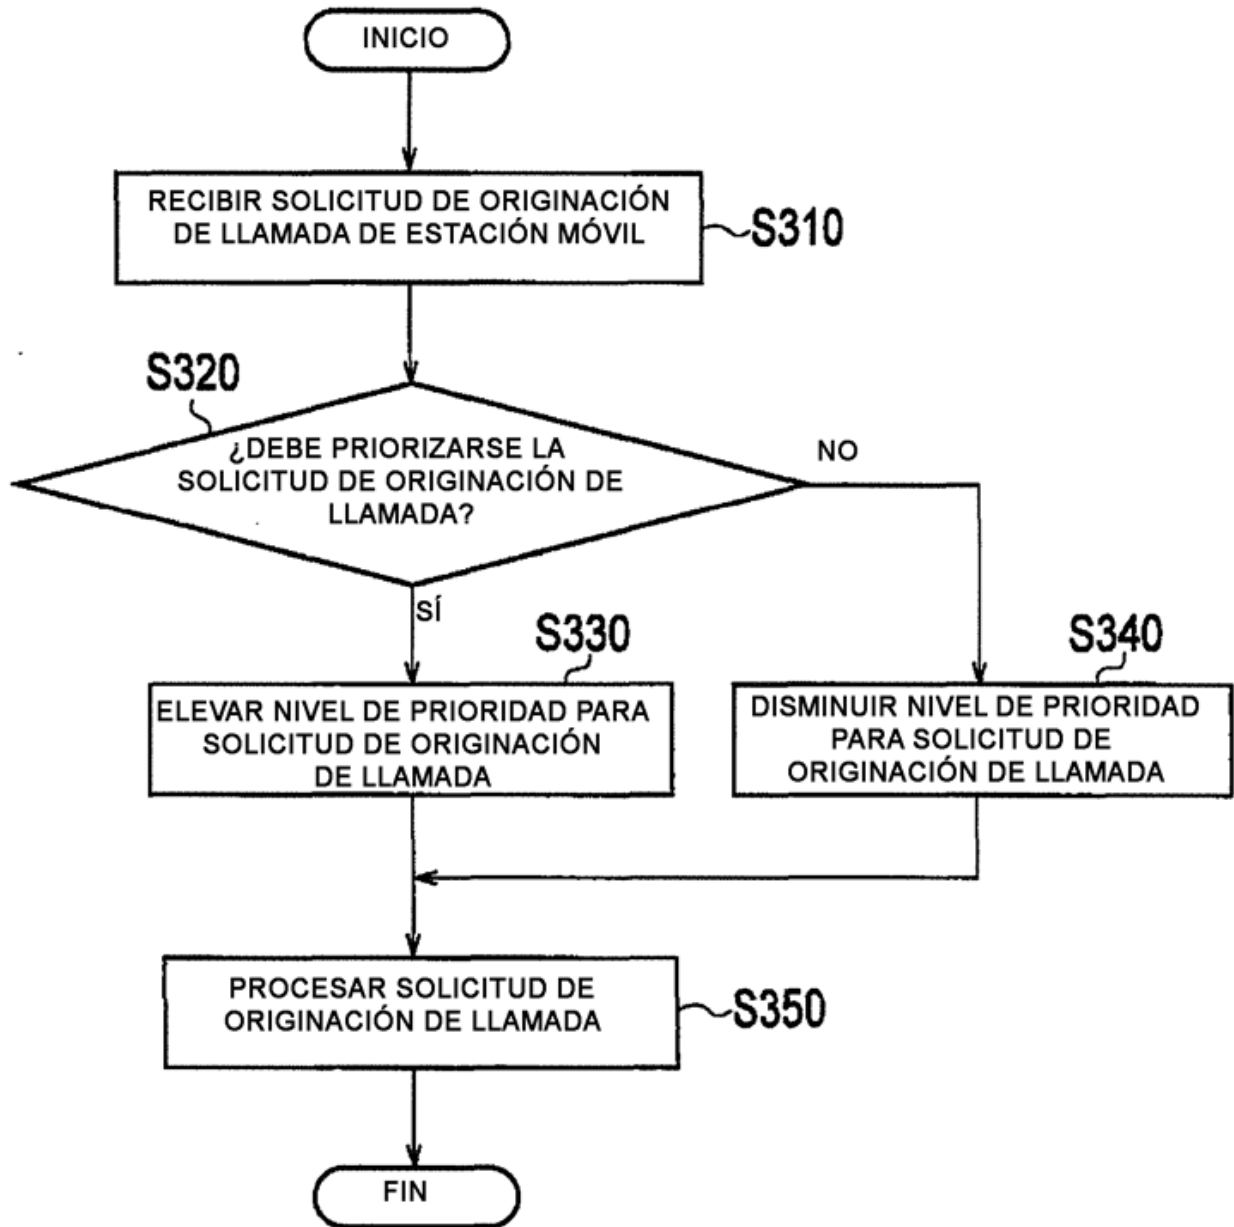 INICIO
RECIBIR SOLICITUD DE ORIGINACIÓN
DE LLAMADA DE ESTACIÓN MÓVIL
S310
S320
¿DEBE PRIORIZARSE LA
SOLICITUD DE ORIGINACIÓN DE
LLAMADA?
NO
SÍ
S330
ELEVAR NIVEL DE PRIORIDAD PARA
SOLICITUD DE ORIGINACIÓN
DE LLAMADA
S340
DISMINUIR NIVEL DE PRIORIDAD
PARA SOLICITUD DE
ORIGINACIÓN DE LLAMADA
PROCESAR SOLICITUD DE
ORIGINACIÓN DE LLAMADA
S350
FIN